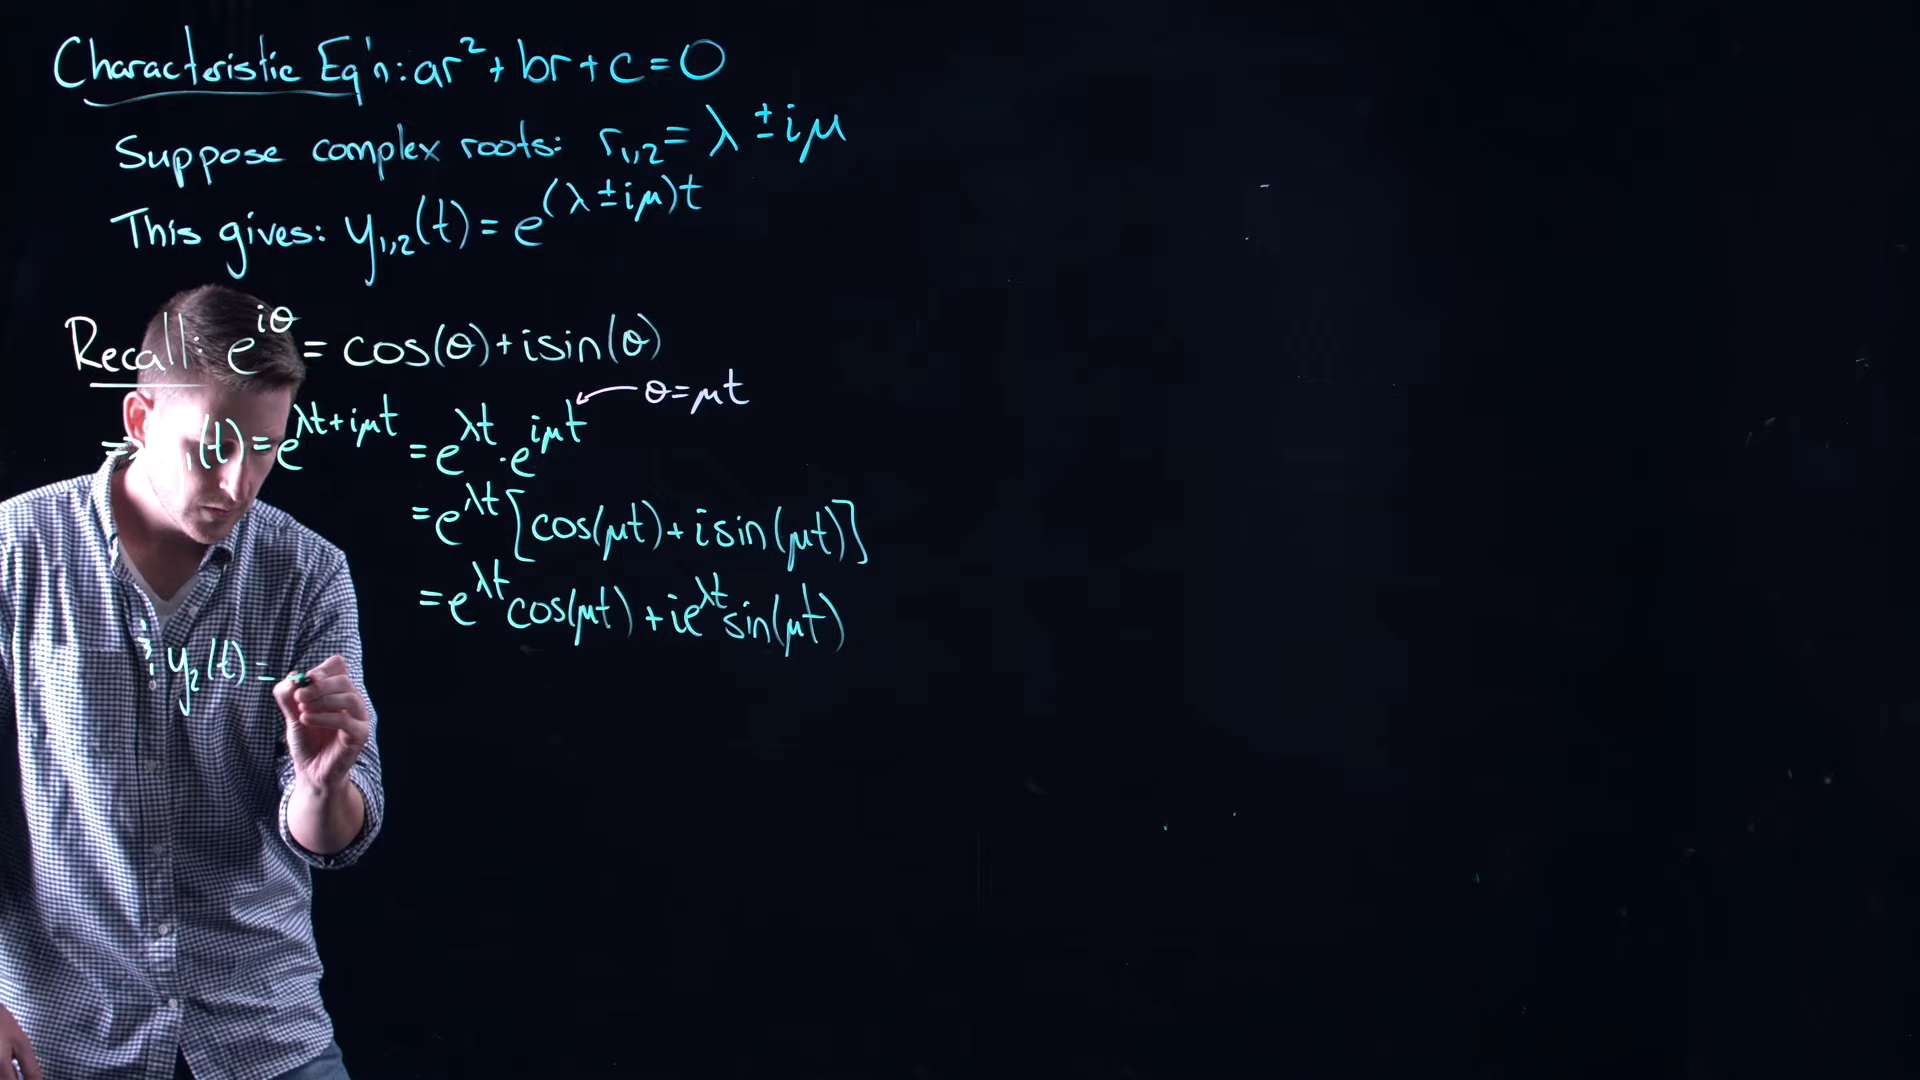 Characteristic Eq'n: ar² + br + c = 0
Suppose complex roots: r₁,₂ = λ ± iμ
This gives: y₁,₂(t) = e^(λ ± iμ)t
Recall: e^iθ = cos(θ) + isin(θ)
θ = μt
⇒ ₁(t) = e^λt+iμt = e^λt · e^iμt
= e^λt [cos(μt) + isin(μt)]
= e^λt cos(μt) + ie^λt sin(μt)
y₂(t) =